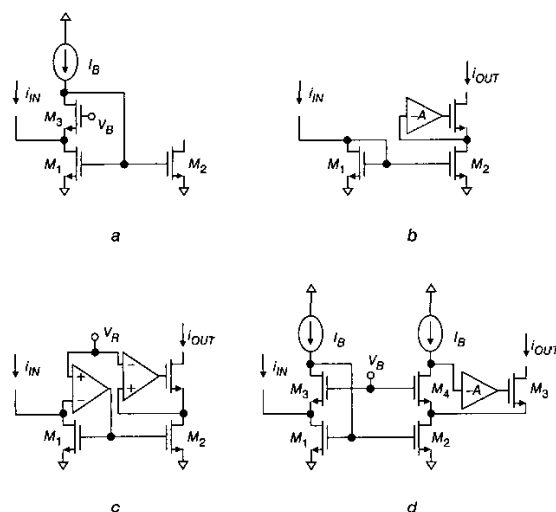 I_B
i_IN
M_3
V_B
M_1
M_2
a
i_IN
i_OUT
-A
M_1
M_2
b
V_R
i_IN
i_OUT
+
-
-
+
M_1
M_2
c
I_B
I_B
i_IN
V_B
i_OUT
M_3
M_4
-A
M_3
M_1
M_2
d